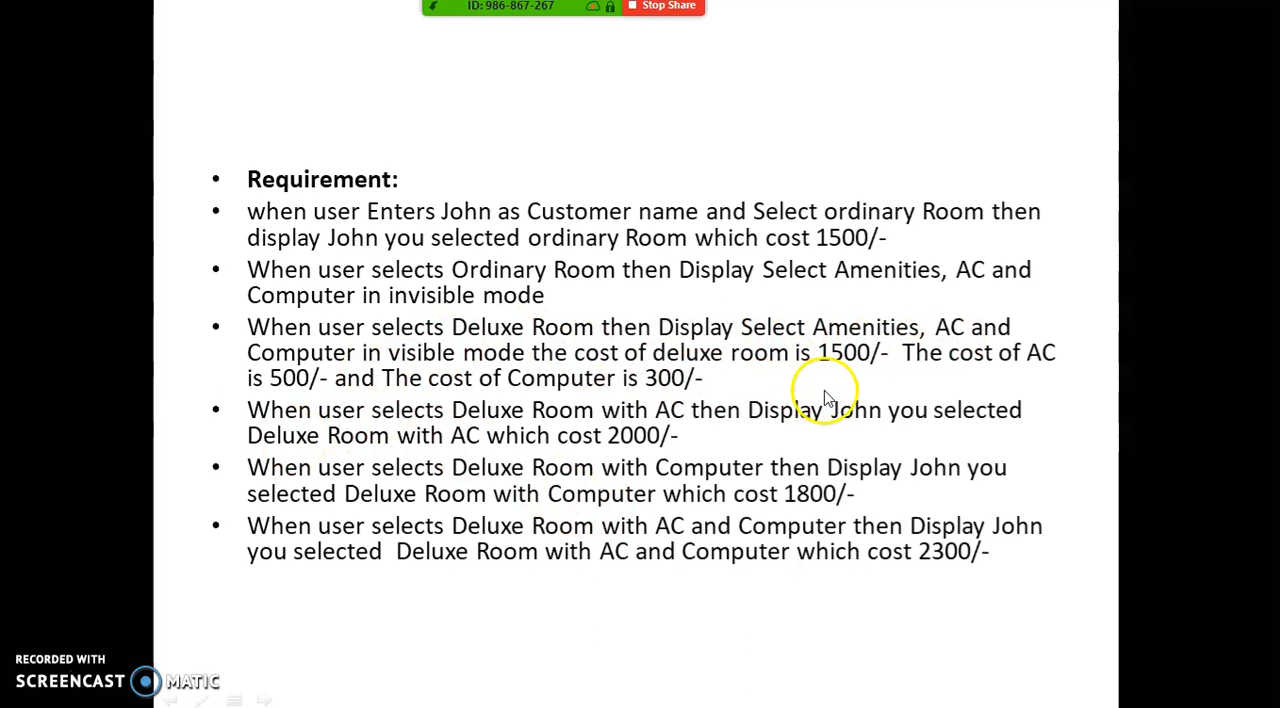 ID: 986-867-267 Stop Share
• Requirement:
• when user Enters John as Customer name and Select ordinary Room then
display John you selected ordinary Room which cost 1500/-
• When user selects Ordinary Room then Display Select Amenities, AC and
Computer in invisible mode
• When user selects Deluxe Room then Display Select Amenities, AC and
Computer in visible mode the cost of deluxe room is 1500/- The cost of AC
is 500/- and The cost of Computer is 300/-
• When user selects Deluxe Room with AC then Display John you selected
Deluxe Room with AC which cost 2000/-
• When user selects Deluxe Room with Computer then Display John you
selected Deluxe Room with Computer which cost 1800/-
• When user selects Deluxe Room with AC and Computer then Display John
you selected Deluxe Room with AC and Computer which cost 2300/-
RECORDED WITH
SCREENCAST MATIC